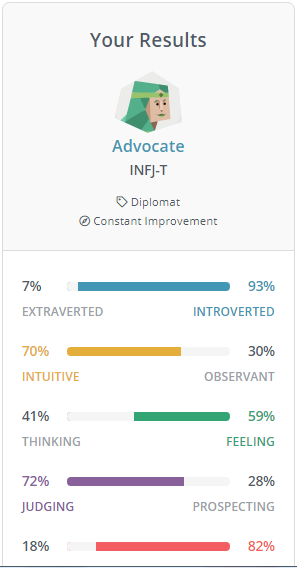 Your Results
Advocate
INFJ-T
Diplomat
Constant Improvement
7% 93%
EXTRAVERTED INTROVERTED
70% 30%
INTUITIVE OBSERVANT
41% 59%
THINKING FEELING
72% 28%
JUDGING PROSPECTING
18% 82%